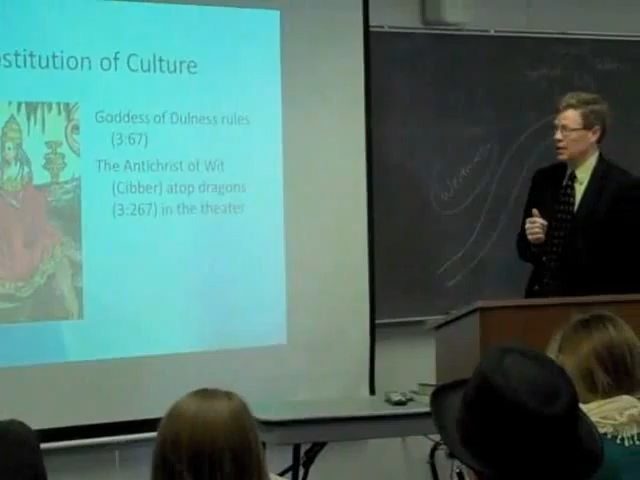 stitution of Culture
Goddess of Dulness rules
(3:67)
The Antichrist of Wit
(Cibber) atop dragons
(3:267) in the theater